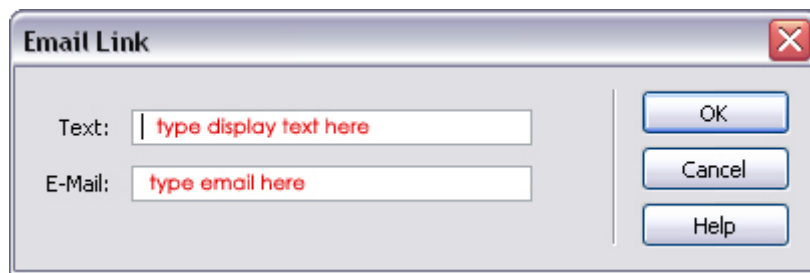 Email Link
Text: type display text here
E-Mail: type email here
OK
Cancel
Help